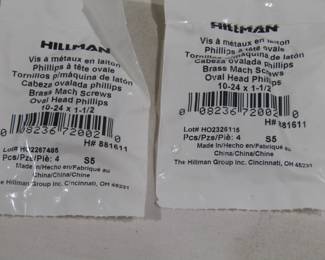 HILLMAN
Vis à métaux en laiton
Phillips à tête ovale
Tornillos p/máquina de latón
Cabeza ovalada phillips
Brass Mach Screws
Oval Head Phillips
10-24 x 1-1/2
0 08236 72002 0
H# 881611
Lot# HO2267485
Pcs/Pzs/Piè: 4 S5
Made in/Hecho en/Fabriqué au
China/China/Chine
The Hillman Group Inc. Cincinnati, OH 45231
HILLMAN
Vis à métaux en laiton
Phillips à tête ovale
Tornillos p/máquina de latón
Cabeza ovalada phillips
Brass Mach Screws
Oval Head Phillips
10-24 x 1-1/2
0 08236 72002 0
H# 881611
Lot# HO2326116
Pcs/Pzs/Piè: 4 S5
Made in/Hecho en/Fabriqué au
China/China/Chine
The Hillman Group Inc. Cincinnati, OH 45231